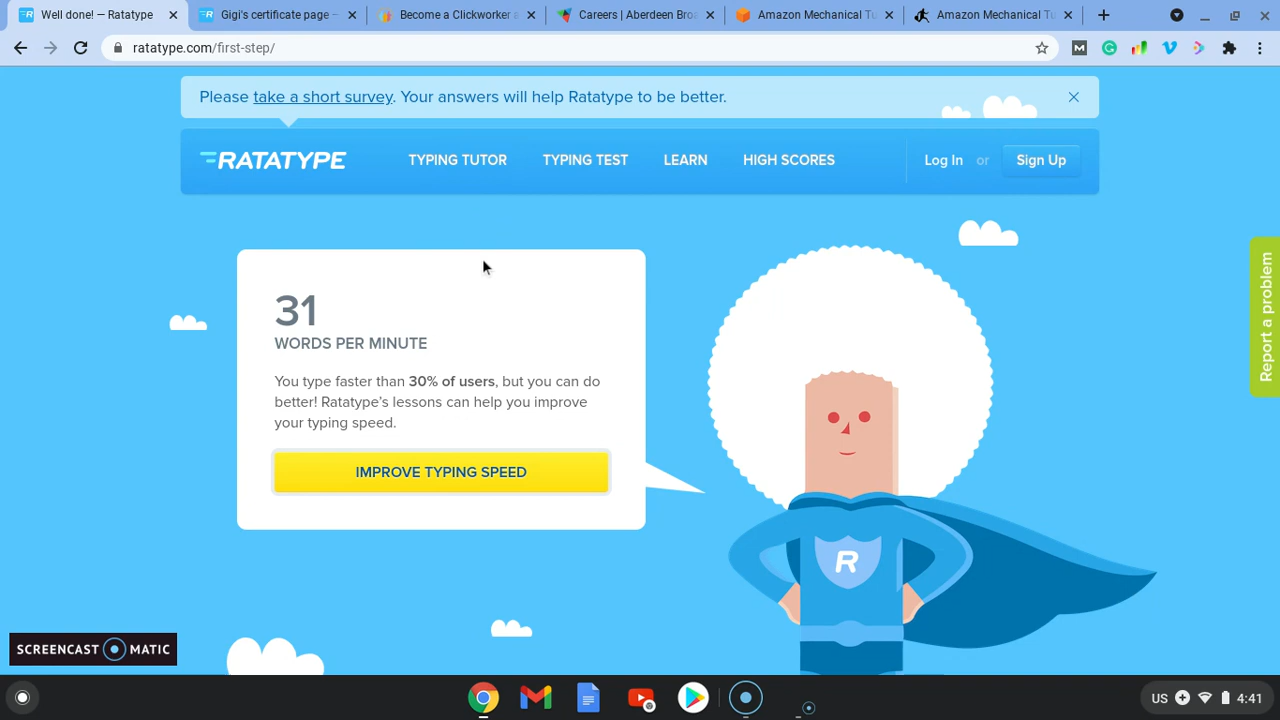 Well done! — Ratatype
Gigi's certificate page –
Become a Clickworker a
Careers | Aberdeen Bro
Amazon Mechanical Tu
Amazon Mechanical Tu
ratatype.com/first-step/
Please take a short survey. Your answers will help Ratatype to be better.
RATATYPE
TYPING TUTOR
TYPING TEST
LEARN
HIGH SCORES
Log In or Sign Up
31
WORDS PER MINUTE
You type faster than 30% of users, but you can do
better! Ratatype's lessons can help you improve
your typing speed.
IMPROVE TYPING SPEED
R
Report a problem
SCREENCAST MATIC
US
4:41